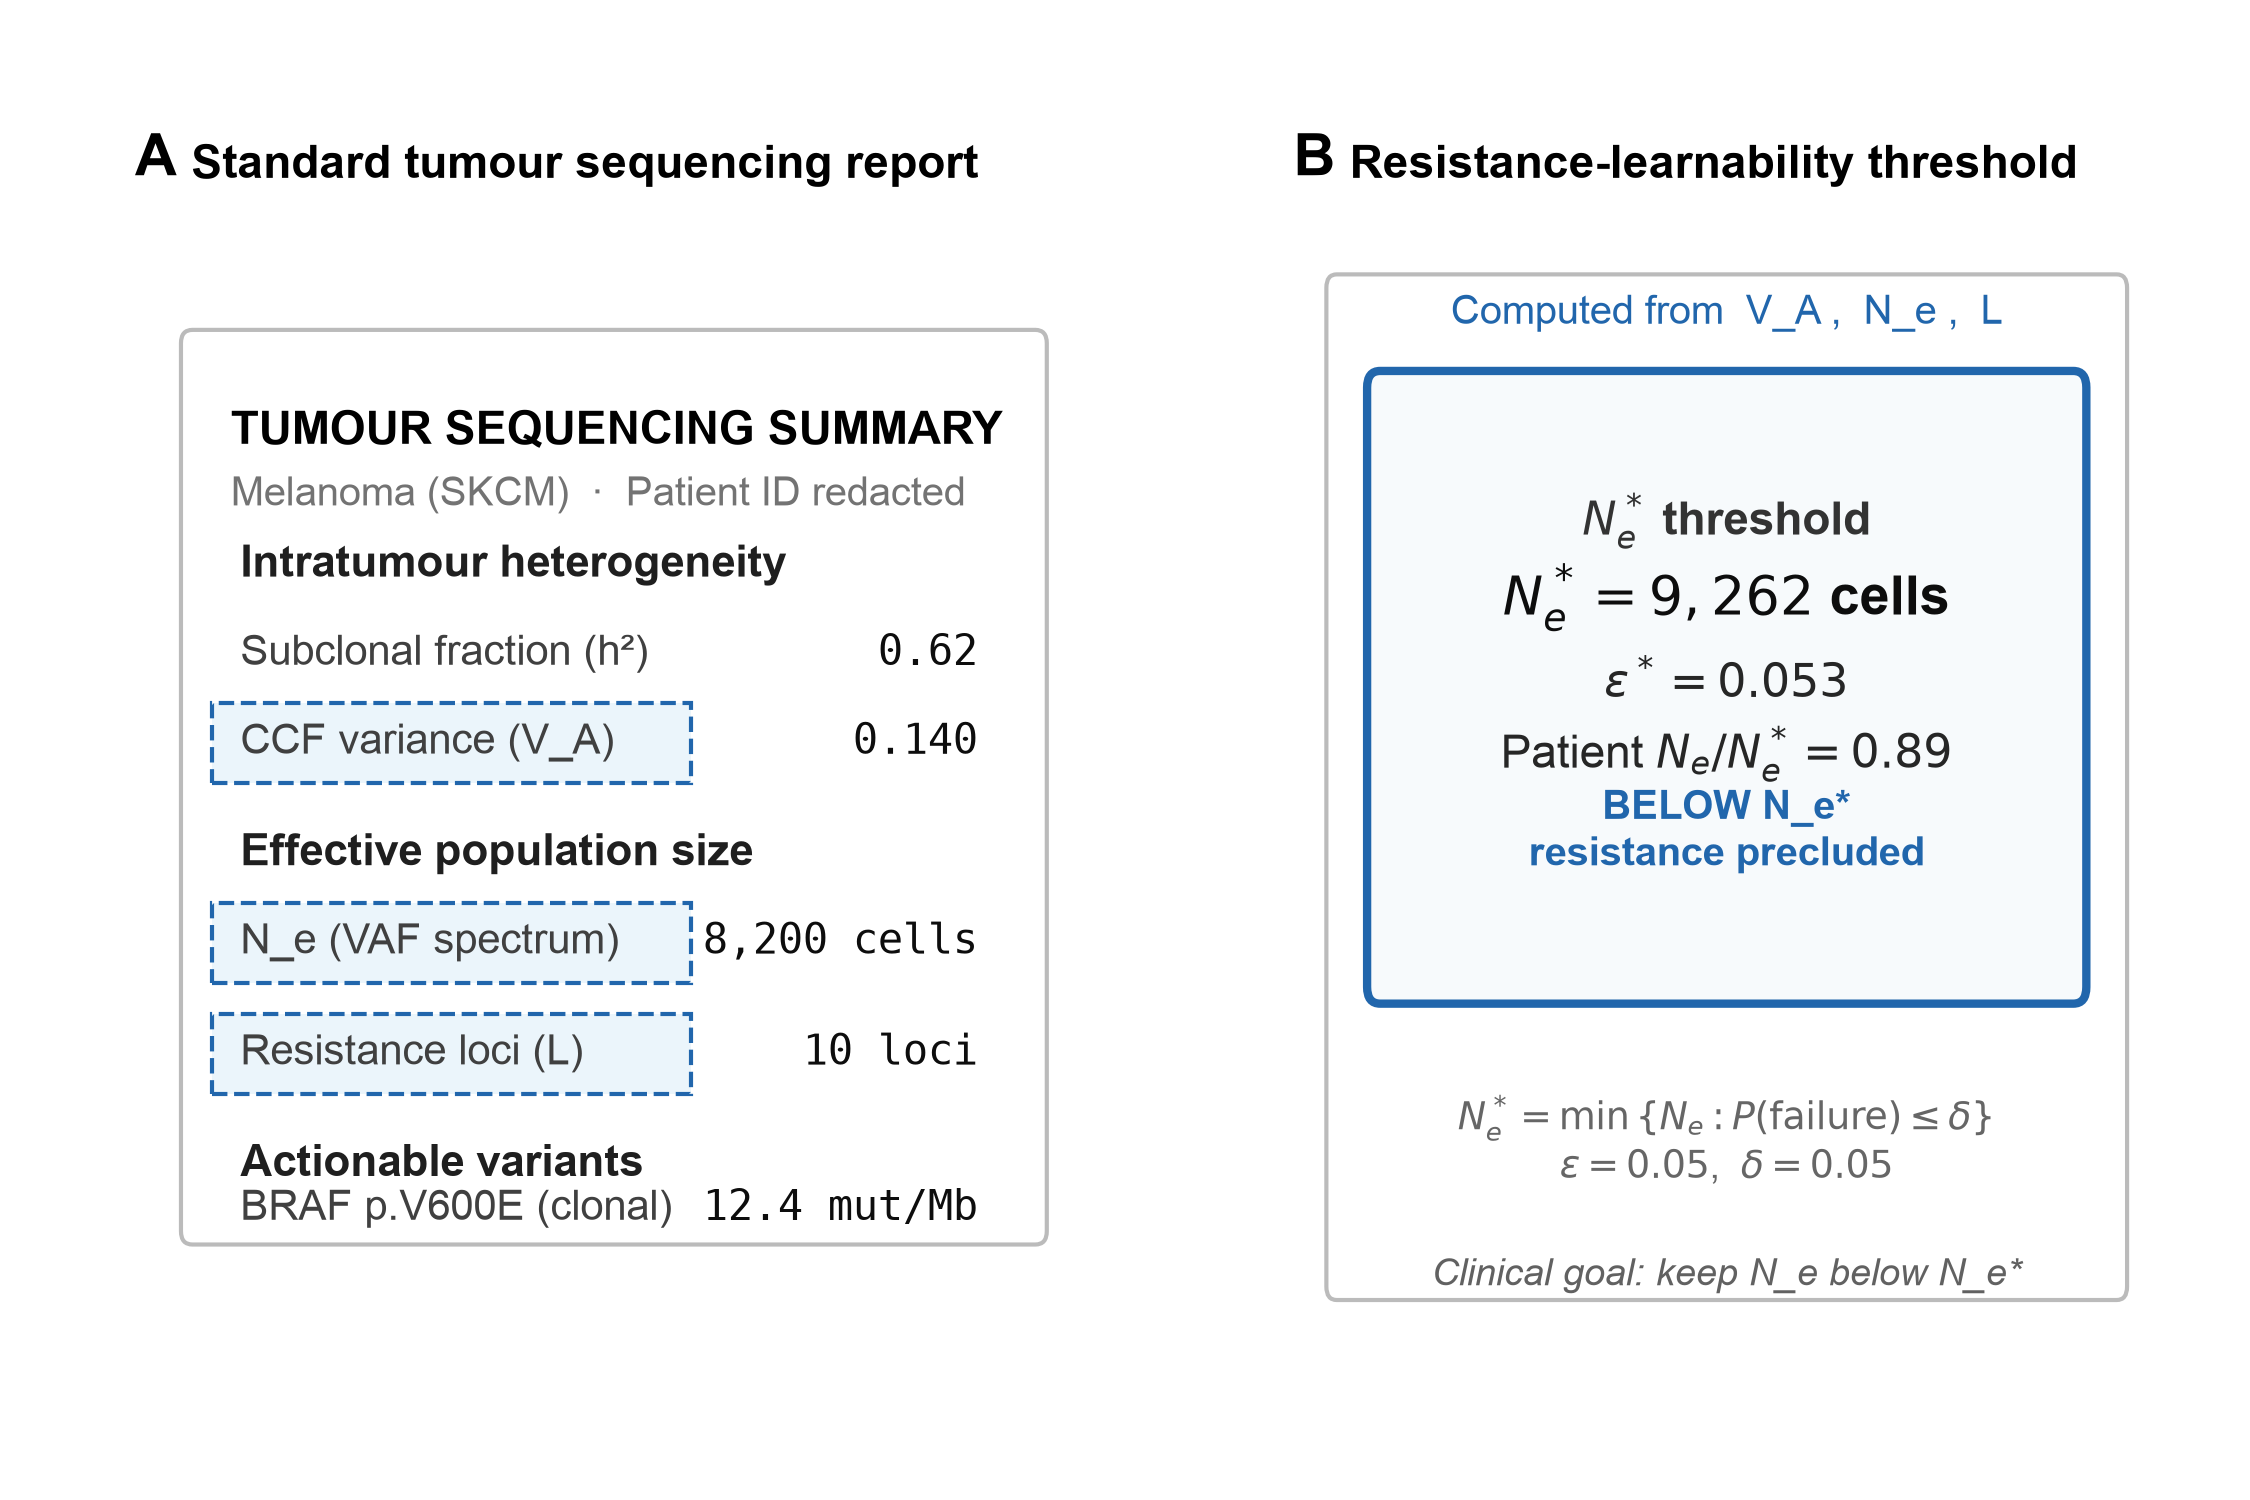 A Standard tumour sequencing report
TUMOUR SEQUENCING SUMMARY
Melanoma (SKCM) · Patient ID redacted
Intratumour heterogeneity
Subclonal fraction (h²) 0.62
CCF variance (V_A) 0.140
Effective population size
N_e (VAF spectrum) 8,200 cells
Resistance loci (L) 10 loci
Actionable variants
BRAF p.V600E (clonal) 12.4 mut/Mb
B Resistance-learnability threshold
Computed from V_A , N_e , L
N_e^* threshold
N_e^* = 9, 262 cells
ε^* = 0.053
Patient N_e/N_e^* = 0.89
BELOW N_e*
resistance precluded
N_e^* = min {N_e : P(failure) ≤ δ}
ε = 0.05, δ = 0.05
Clinical goal: keep N_e below N_e*